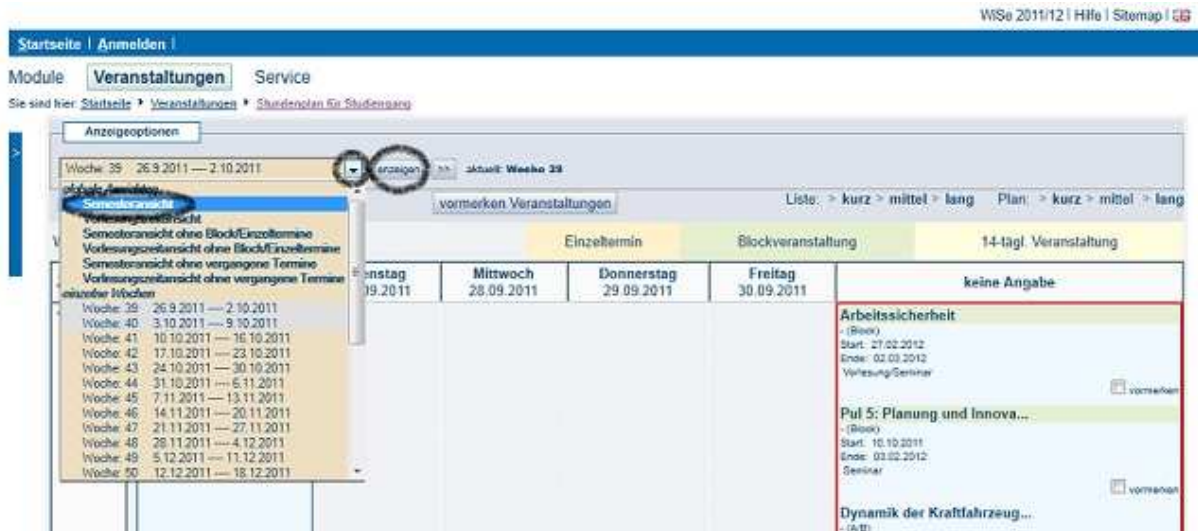 WiSe 2011/12 | Hilfe | Sitemap |
Startseite | Anmelden |
Module Veranstaltungen Service
Sie sind hier: Startseite Veranstaltungen Stundenplan für Studiengang
Anzeigeoptionen
>
Woche: 39 26.9.2011 ---- 2.10.2011 anzeigen >> aktuell: Woche 39
globale Ansichten
Semesteransicht
Vorlesungszeitansicht
Semesteransicht ohne Block/Einzeltermine
Vorlesungszeitansicht ohne Block/Einzeltermine
Semesteransicht ohne vergangene Termine
Vorlesungszeitansicht ohne vergangene Termine
einzelne Wochen
Woche: 39 26.9.2011 ---- 2.10.2011
Woche: 40 3.10.2011 ---- 9.10.2011
Woche: 41 10.10.2011 ---- 16.10.2011
Woche: 42 17.10.2011 ---- 23.10.2011
Woche: 43 24.10.2011 ---- 30.10.2011
Woche: 44 31.10.2011 ---- 6.11.2011
Woche: 45 7.11.2011 ---- 13.11.2011
Woche: 46 14.11.2011 ---- 20.11.2011
Woche: 47 21.11.2011 ---- 27.11.2011
Woche: 48 28.11.2011 ---- 4.12.2011
Woche: 49 5.12.2011 ---- 11.12.2011
Woche: 50 12.12.2011 ---- 18.12.2011
vormerken Veranstaltungen
Liste: > kurz > mittel > lang Plan: > kurz > mittel > lang
Einzeltermin Blockveranstaltung 14-tägl. Veranstaltung
enstag Mittwoch Donnerstag Freitag keine Angabe
09.2011 28.09.2011 29.09.2011 30.09.2011
Arbeitssicherheit
- (Block)
Start: 27.02.2012
Ende: 02.03.2012
Vorlesung/Seminar
vormerken
Pul 5: Planung und Innova...
- (Block)
Start: 10.10.2011
Ende: 03.02.2012
Seminar
vormerken
Dynamik der Kraftfahrzeug...